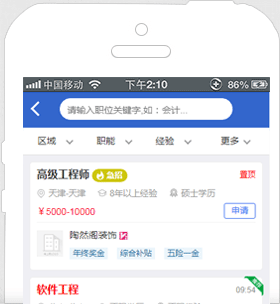 中国移动 下午2:10 86%
请输入职位关键字,如：会计...
区域 职能 经验 更多
高级工程师 急招 置顶
天津-天津 8年以上经验 硕士学历
￥5000-10000 申请
陶然阁装饰
年终奖金 综合补贴 五险一金
软件工程 09:54